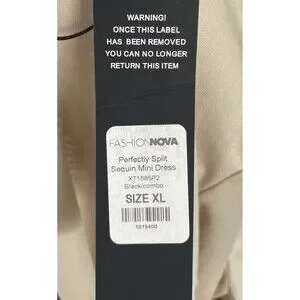 WARNING!
ONCE THIS LABEL
HAS BEEN REMOVED
YOU CAN NO LONGER
RETURN THIS ITEM
FASHIONNOVA
Perfectly Split
Sequin Mini Dress
XT1885P2
Black/combo
SIZE XL
1015400